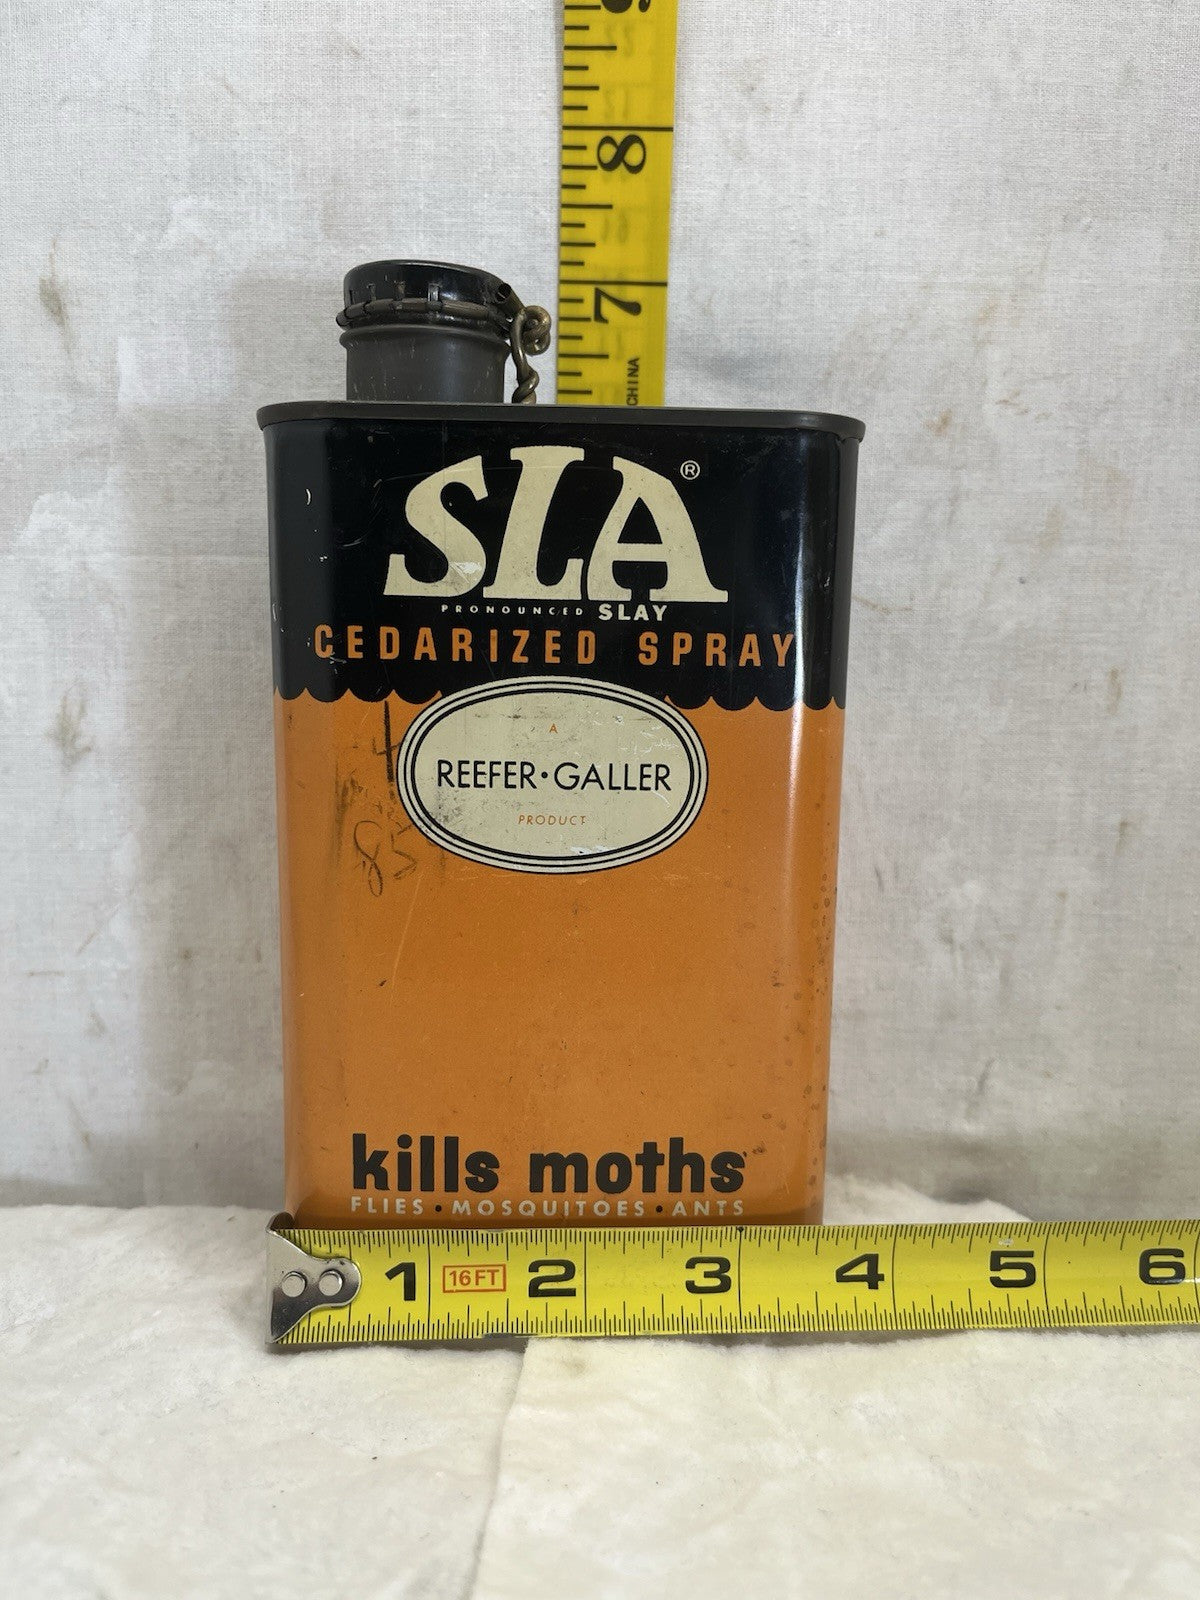 8
7
CHINA
SLA®
PRONOUNCED SLAY
CEDARIZED SPRAY
A
REEFER·GALLER
PRODUCT
kills moths
FLIES · MOSQUITOES · ANTS
1 16FT 2 3 4 5 6